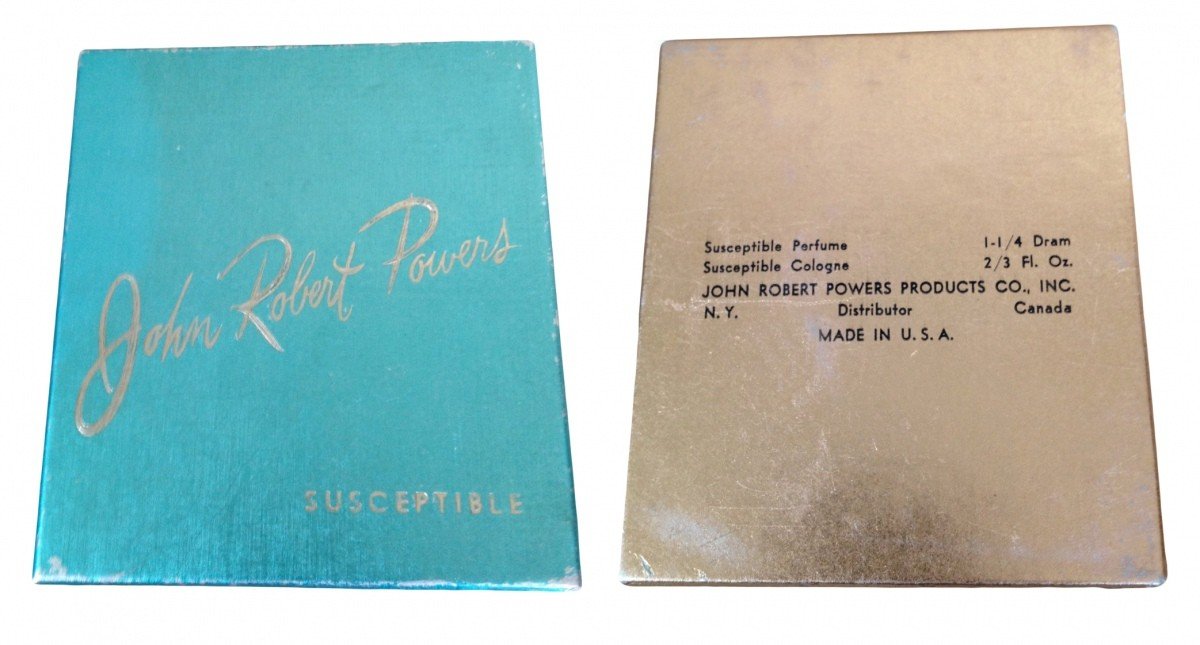 John Robert Powers
SUSCEPTIBLE
Susceptible Perfume 1-1/4 Dram
Susceptible Cologne 2/3 Fl. Oz.
JOHN ROBERT POWERS PRODUCTS CO., INC.
N.Y. Distributor Canada
MADE IN U.S.A.